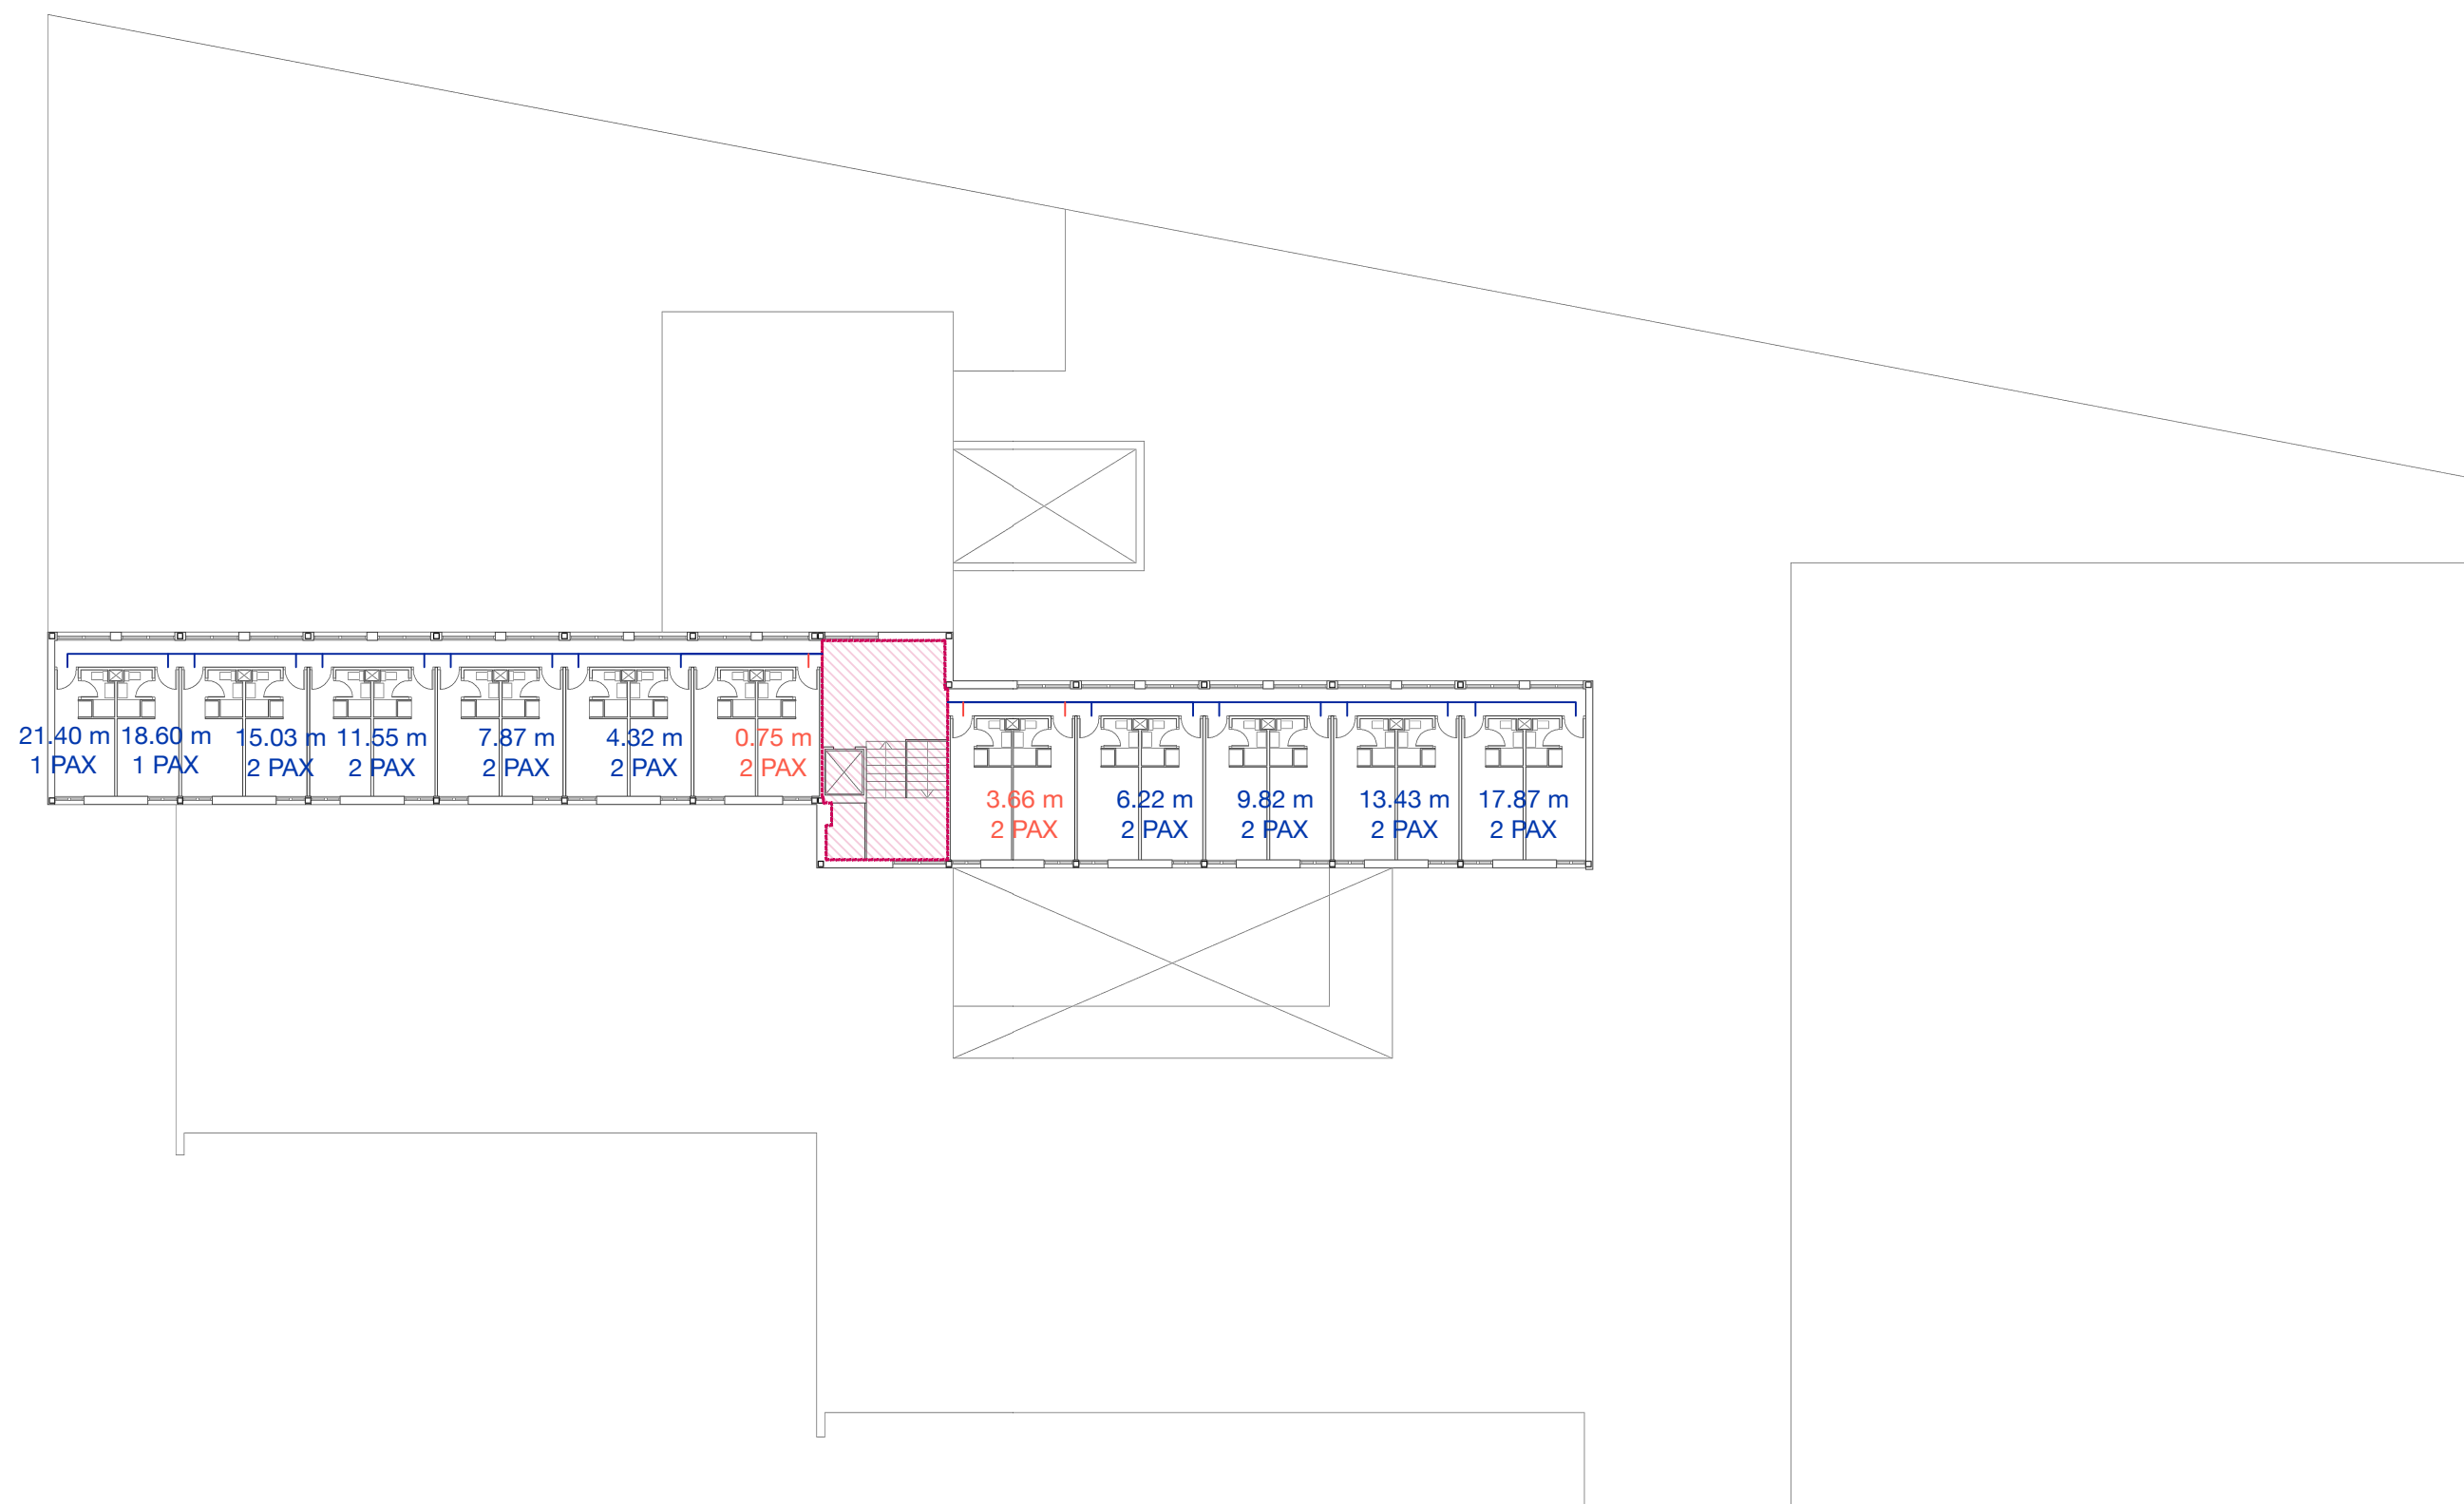 21.40 m
1 PAX
18.60 m
1 PAX
15.03 m
2 PAX
11.55 m
2 PAX
7.87 m
2 PAX
4.32 m
2 PAX
0.75 m
2 PAX
3.66 m
2 PAX
6.22 m
2 PAX
9.82 m
2 PAX
13.43 m
2 PAX
17.87 m
2 PAX